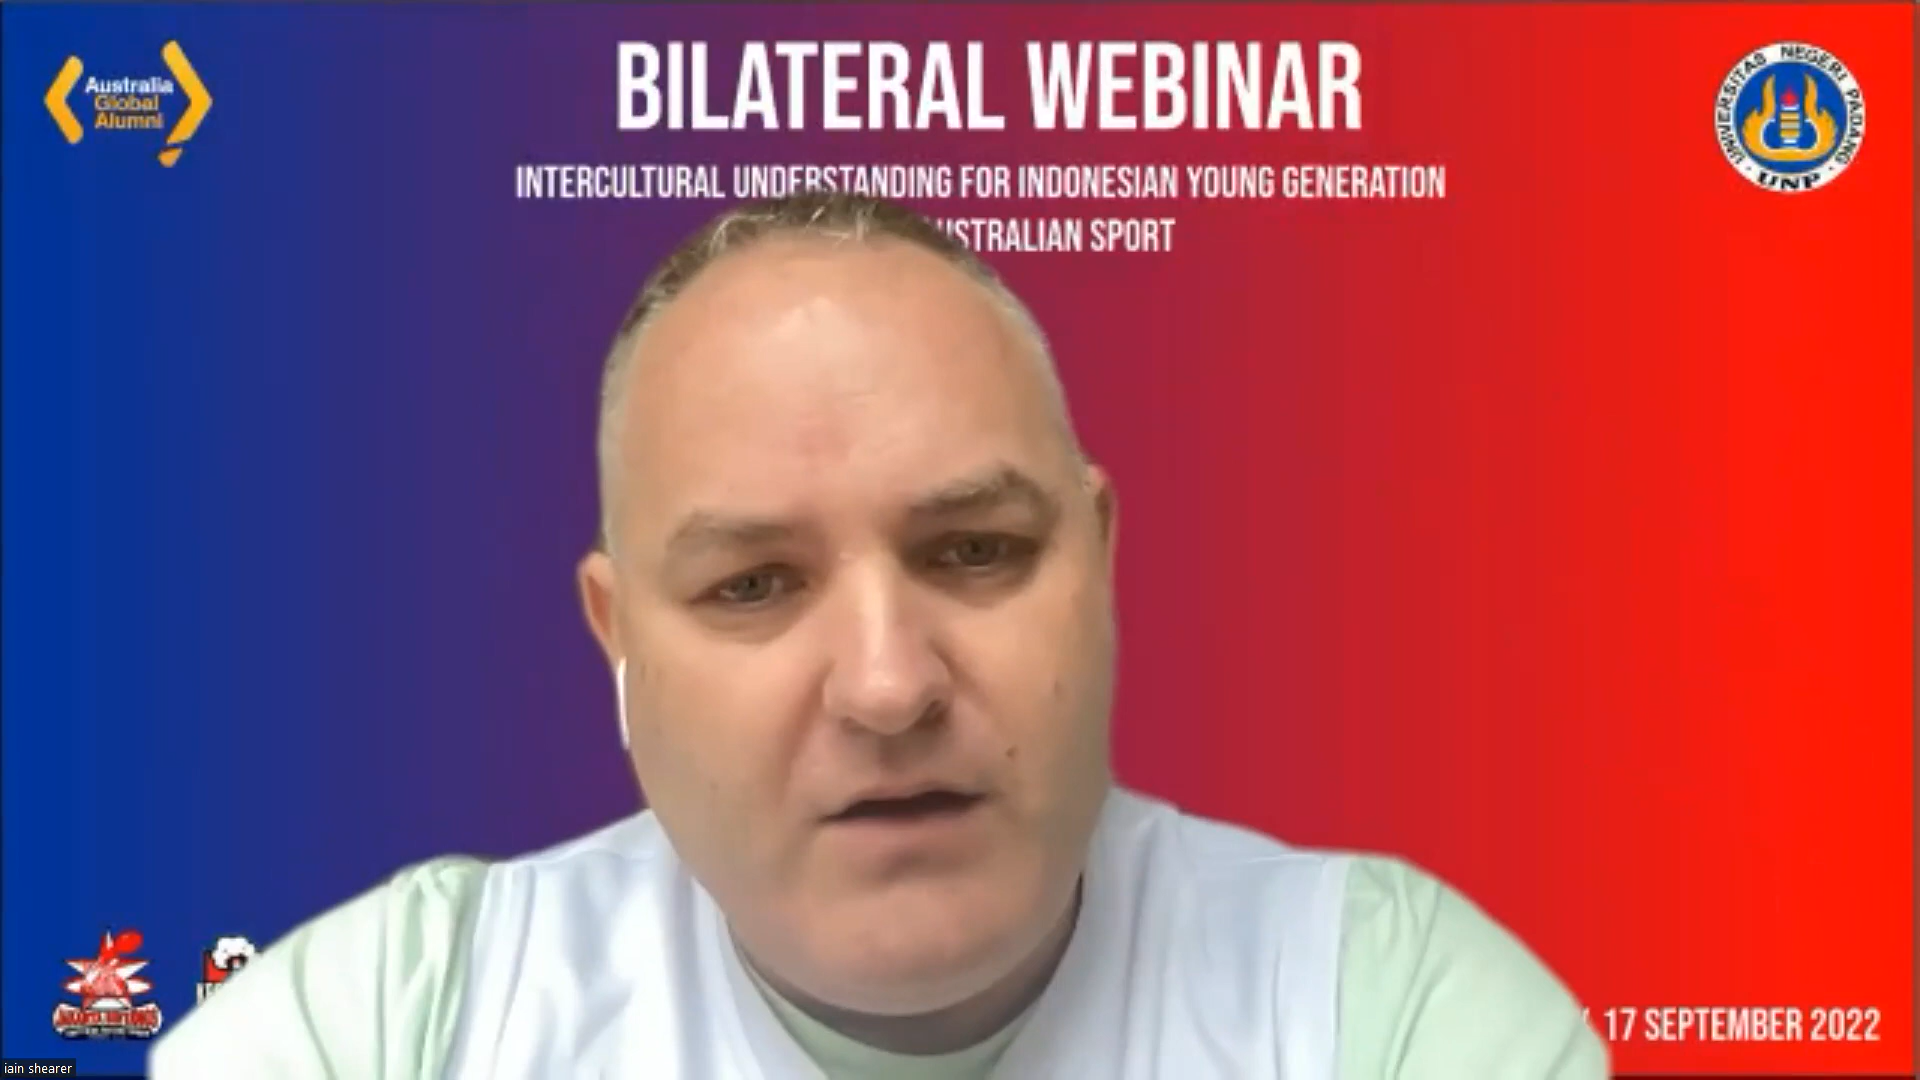 Australia
Global
Alumni
BILATERAL WEBINAR
UNIVERSITAS NEGERI PADANG
UNP
INTERCULTURAL UNDERSTANDING FOR INDONESIAN YOUNG GENERATION
AUSTRALIAN SPORT
17 SEPTEMBER 2022
iain shearer